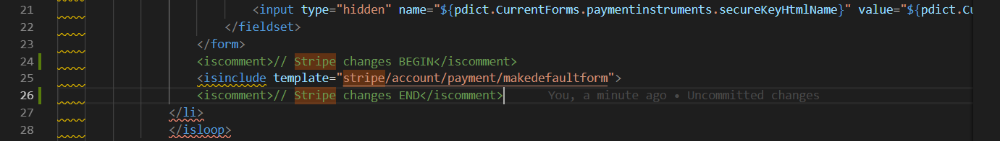 21 <input type="hidden" name="${pdict.CurrentForms.paymentinstruments.secureKeyHtmlName}" value="${pdict.Cu
22 </fieldset>
23 </form>
24 <iscomment>// Stripe changes BEGIN</iscomment>
25 <isinclude template="stripe/account/payment/makedefaultform">
26 <iscomment>// Stripe changes END</iscomment> You, a minute ago • Uncommitted changes
27 </li>
28 </isloop>